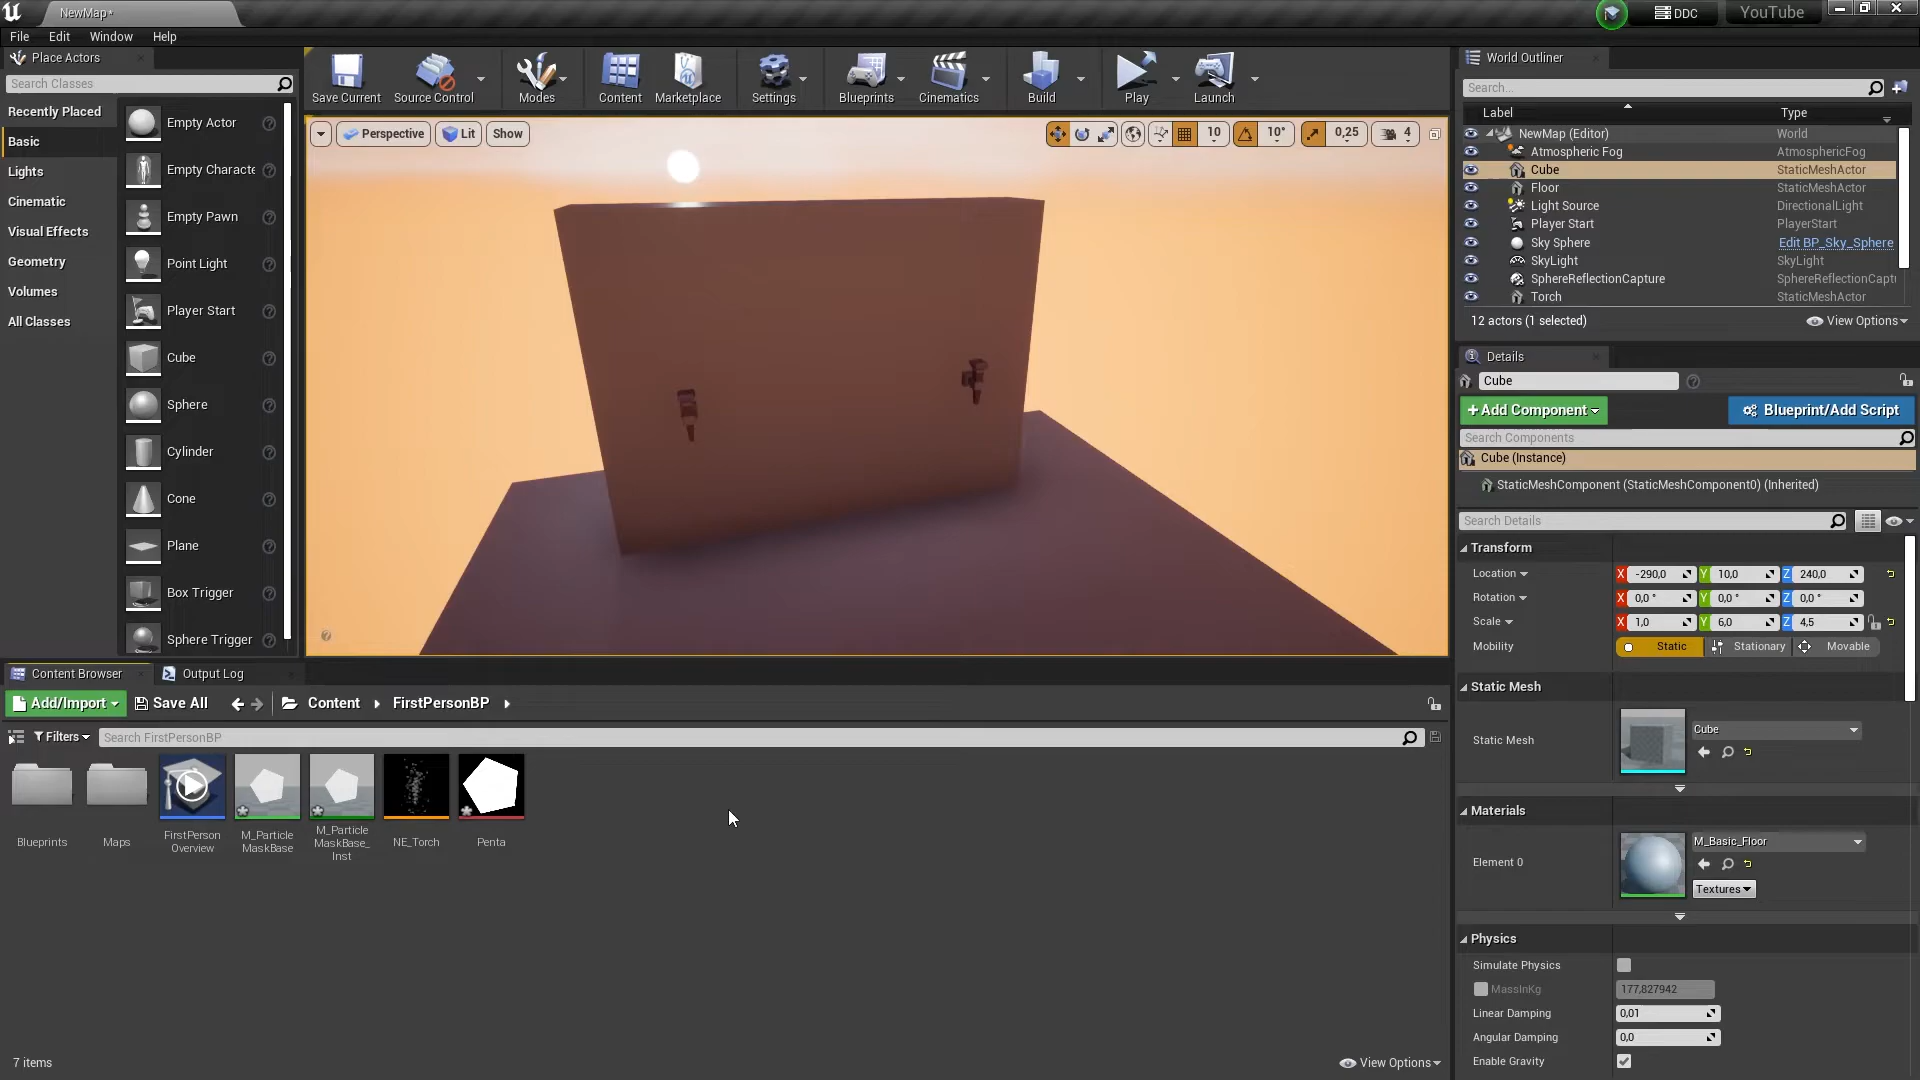 NewMap*
DDC
YouTube
File Edit Window Help
Place Actors
Search Classes
Recently Placed
Basic
Lights
Cinematic
Visual Effects
Geometry
Volumes
All Classes
Empty Actor
Empty Characte
Empty Pawn
Point Light
Player Start
Cube
Sphere
Cylinder
Cone
Plane
Box Trigger
Sphere Trigger
Save Current Source Control Modes Content Marketplace Settings Blueprints Cinematics Build Play Launch
Perspective Lit Show 10 10° 0,25 4
World Outliner
Search...
Label Type
NewMap (Editor) World
Atmospheric Fog AtmosphericFog
Cube StaticMeshActor
Floor StaticMeshActor
Light Source DirectionalLight
Player Start PlayerStart
Sky Sphere Edit BP_Sky_Sphere
SkyLight SkyLight
SphereReflectionCapture SphereReflectionCapt
Torch StaticMeshActor
12 actors (1 selected) View Options
Details
Cube
+Add Component Blueprint/Add Script
Search Components
Cube (Instance)
StaticMeshComponent (StaticMeshComponent0) (Inherited)
Search Details
Transform
Location X -290,0 Y 10,0 Z 240,0
Rotation X 0,0 ° Y 0,0 ° Z 0,0 °
Scale X 1,0 Y 6,0 Z 4,5
Mobility Static Stationary Movable
Static Mesh
Static Mesh Cube
Materials
Element 0 M_Basic_Floor
Textures
Physics
Simulate Physics
MassInKg 177,827942
Linear Damping 0,01
Angular Damping 0,0
Enable Gravity
Content Browser Output Log
Add/Import Save All Content FirstPersonBP
Filters Search FirstPersonBP
Blueprints
Maps
FirstPerson
Overview
M_Particle
MaskBase
M_Particle
MaskBase_
Inst
NE_Torch
Penta
7 items View Options